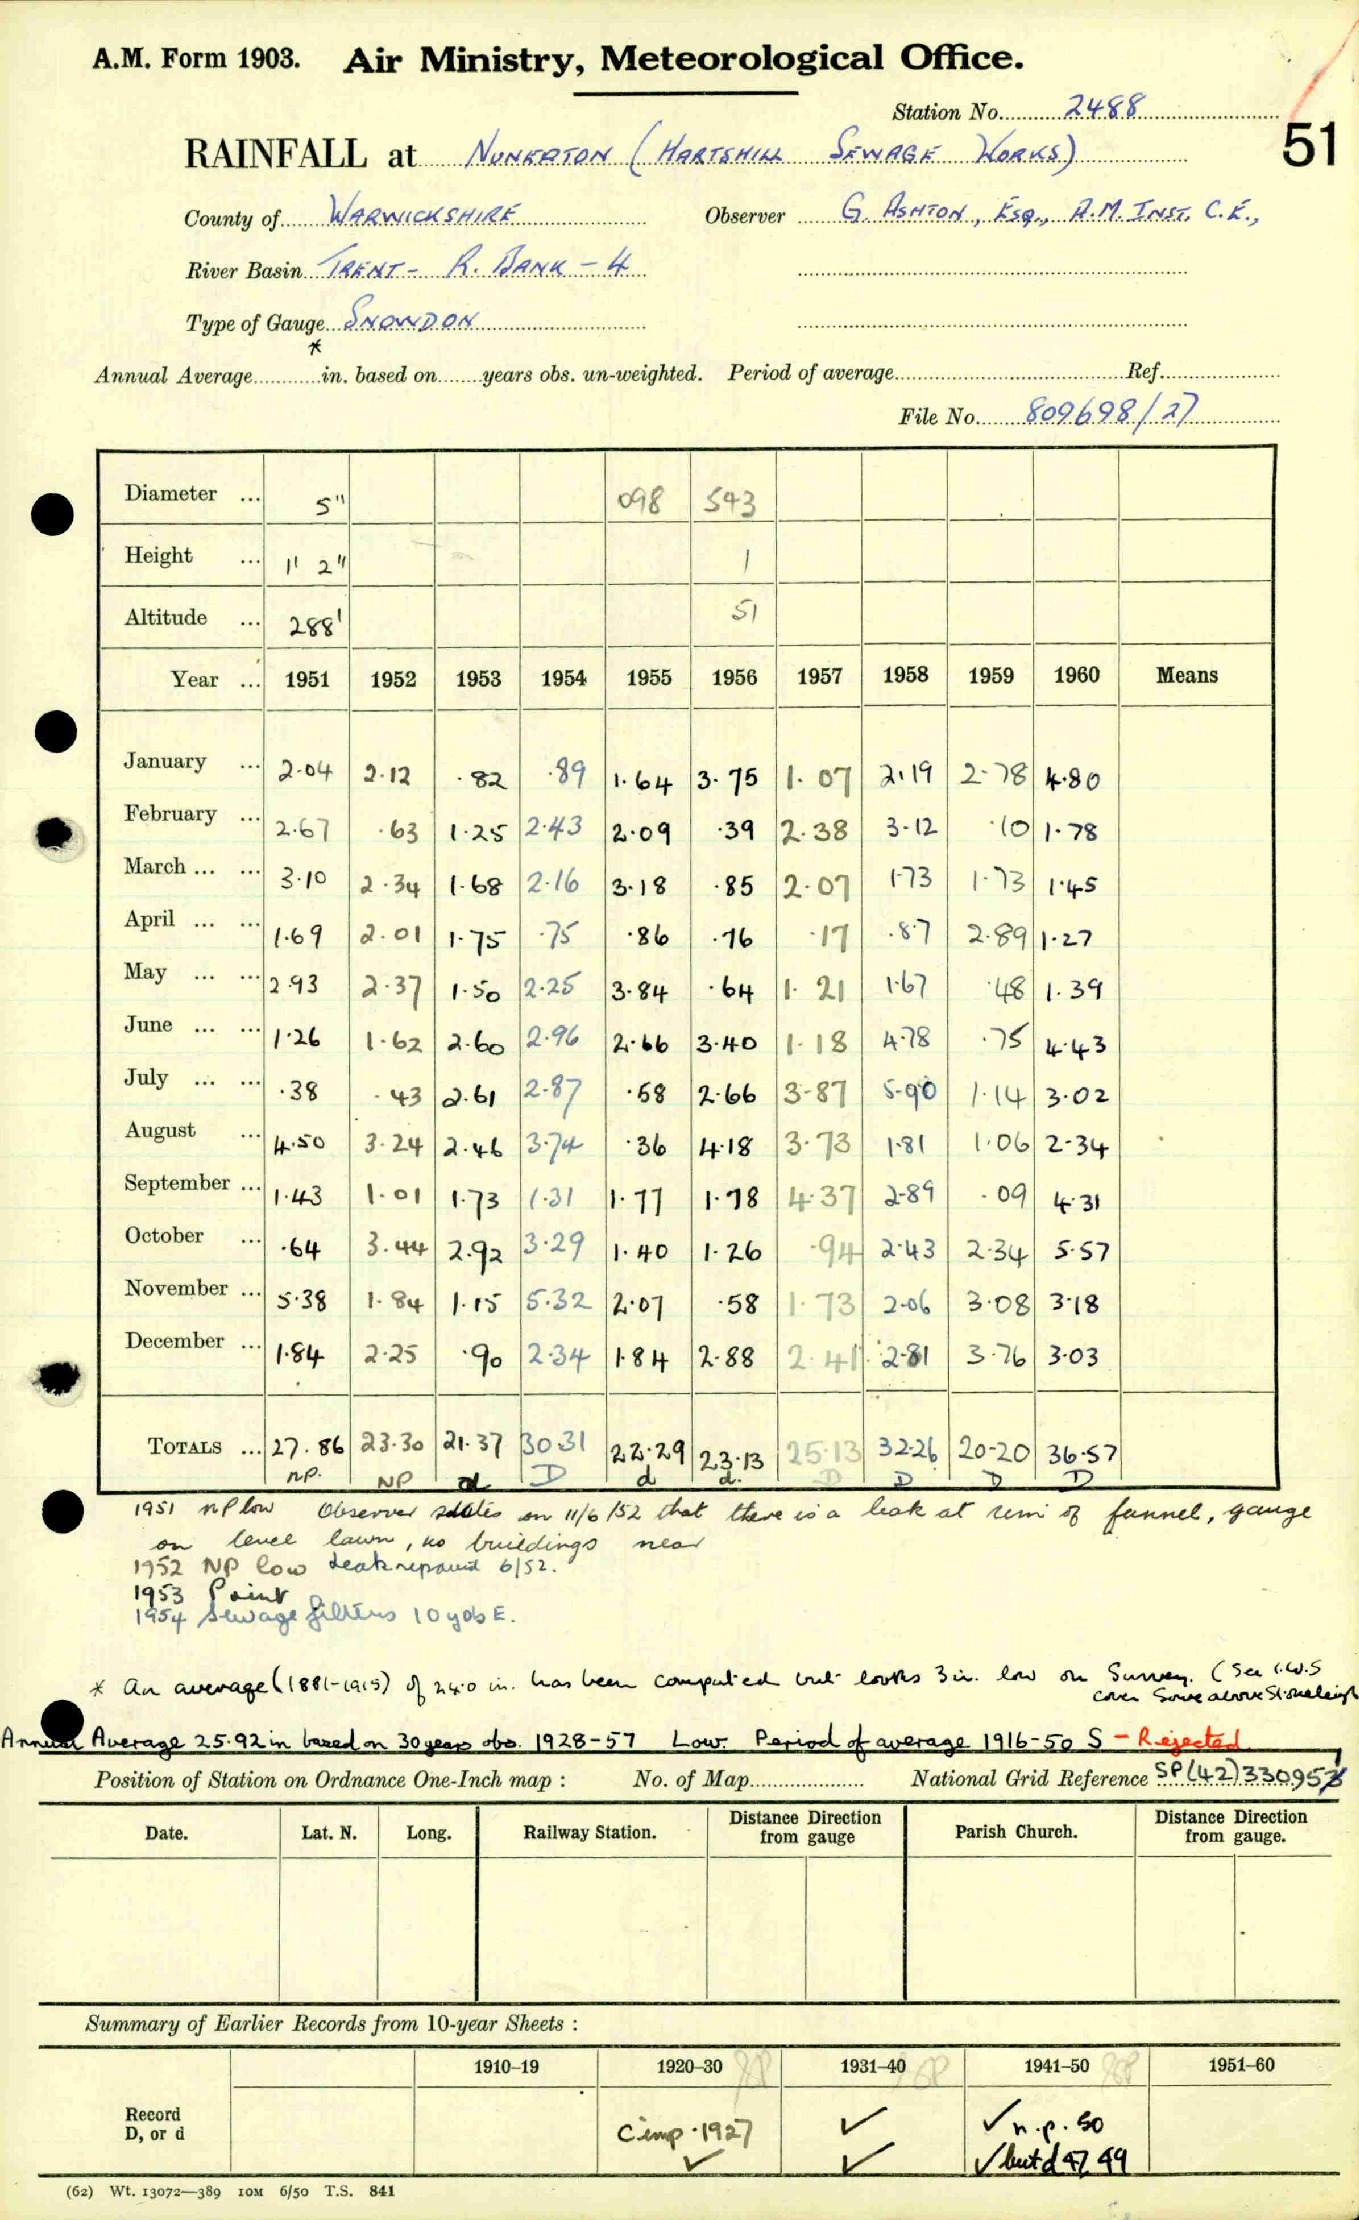 A.M. Form 1903. Air Ministry, Meteorological Office.
Station No. 2488
51
RAINFALL at NUNEATON (HARTSHILL SEWAGE WORKS)
County of WARWICKSHIRE Observer G. ASHTON, ESQ., A.M. INST. C.E.,
River Basin TRENT - R. BANK - 4
Type of Gauge SNOWDON
*
Annual Average............in. based on.......years obs. un-weighted. Period of average............ Ref............
File No. 809698/27
Diameter ... 5" 098 543
Height ... 1' 2" 1
Altitude ... 288' 51
Year ... 1951 1952 1953 1954 1955 1956 1957 1958 1959 1960 Means
January ... 2.04 2.12 .82 .89 1.64 3.75 1.07 2.19 2.78 4.80
February ... 2.67 .63 1.25 2.43 2.09 .39 2.38 3.12 .10 1.78
March ... ... 3.10 2.34 1.68 2.16 3.18 .85 2.07 1.73 1.73 1.45
April ... ... 1.69 2.01 1.75 .75 .86 .76 .17 .87 2.89 1.27
May ... ... 2.93 2.37 1.50 2.25 3.84 .64 1.21 1.67 .48 1.39
June ... ... 1.26 1.62 2.60 2.96 2.66 3.40 1.18 4.78 .75 4.43
July ... ... .38 .43 2.61 2.87 .58 2.66 3.87 5.90 1.14 3.02
August ... 4.50 3.24 2.46 3.74 .36 4.18 3.73 1.81 1.06 2.34
September ... 1.43 1.01 1.73 1.31 1.77 1.78 4.37 2.89 .09 4.31
October ... .64 3.44 2.92 3.29 1.40 1.26 .94 2.43 2.34 5.57
November ... 5.38 1.84 1.15 5.32 2.07 .58 1.73 2.06 3.08 3.18
December ... 1.84 2.25 .90 2.34 1.84 2.88 2.41 2.81 3.76 3.03
TOTALS ... 27.86 23.30 21.37 30.31 22.29 23.13 25.13 32.26 20.20 36.57
NP. NP d D d d. D D D D
1951 NP low Observer states on 11/6/52 that there is a leak at rim of funnel, gauge
on level lawn, no buildings near
1952 NP low Leak repaired 6/52.
1953 Paint
1954 Sewage filters 10 yds E.
* An average (1881-1915) of 24.0 in. has been computed but looks 3 in. low on Survey. (See I.W.S
cover Sowe above Stoneleigh
Annual Average 25.92 in based on 30 years obs. 1928-57 Low. Period of average 1916-50 S - Rejected
Position of Station on Ordnance One-Inch map : No. of Map............ National Grid Reference SP(42)33095
Date. Lat. N. Long. Railway Station. Distance Direction from gauge Parish Church. Distance Direction from gauge.
Summary of Earlier Records from 10-year Sheets :
1910–19 1920–30 1931–40 1941–50 1951–60
Record Cimp. 1927 ✓ ✓ n.p. 50
D, or d ✓ ✓ ✓ but d 47, 49
(62) Wt. 13072—389 10M 6/50 T.S. 841